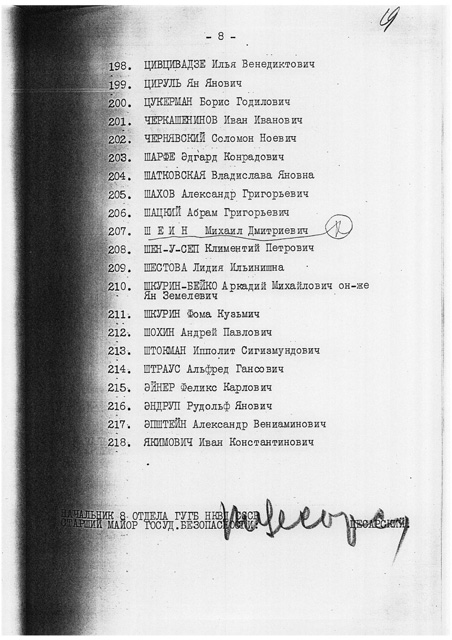 - 8 -
198. ЦИВЦИВАДЗЕ Илья Венедиктович
199. ЦИРУЛЬ Ян Янович
200. ЦУКЕРМАН Борис Годилович
201. ЧЕРКАШЕНИНОВ Иван Иванович
202. ЧЕРНЯВСКИЙ Соломон Ноевич
203. ШАРФЕ Эдгард Конрадович
204. ШАТКОВСКАЯ Владислава Яновна
205. ШАХОВ Александр Григорьевич
206. ШАЦКИЙ Абрам Григорьевич
207. Ш Е И Н Михаил Дмитриевич
208. ШЕН-У-СЕП Климентий Петрович
209. ШЕСТОВА Лидия Ильинишна
210. ШКУРИН-БЕЙКО Аркадий Михайлович он-же
Ян Земелевич
211. ШКУРИН Фома Кузьмич
212. ШОХИН Андрей Павлович
213. ШТОКМАН Ипполит Сигизмундович
214. ШТРАУС Альфред Гансович
215. ЭЙНЕР Феликс Карлович
216. ЭНДРУП Рудольф Янович
217. ЭПШТЕЙН Александр Вениаминович
218. ЯКИМОВИЧ Иван Константинович
НАЧАЛЬНИК 8 ОТДЕЛА ГУГБ НКВД СССР
СТАРШИЙ МАЙОР ГОСУД.БЕЗОПАСНОСТИ ЦЕСАРСКИЙ